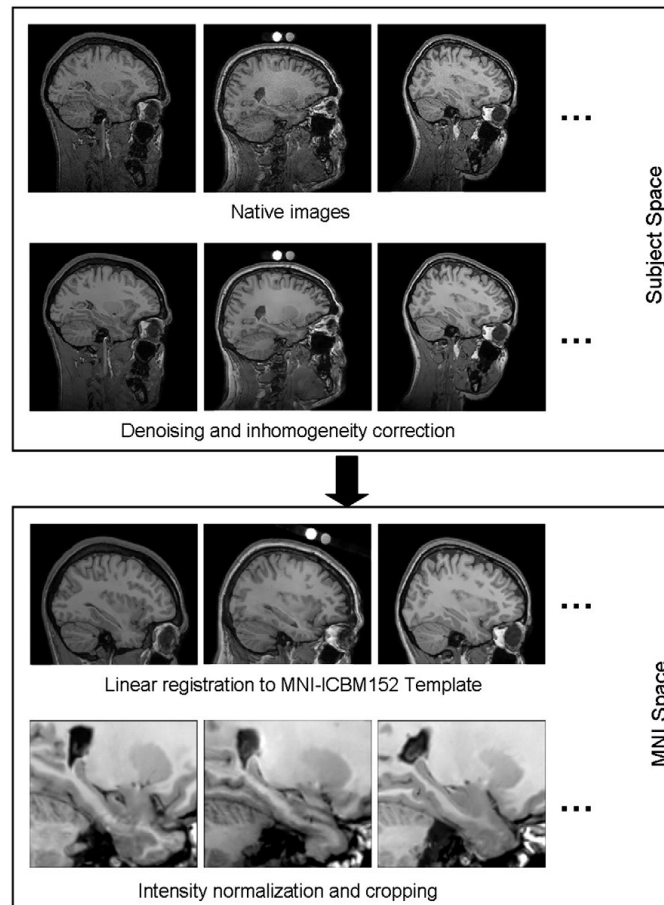 Native images
Subject Space
Denoising and inhomogeneity correction
Linear registration to MNI-ICBM152 Template
MNI Space
Intensity normalization and cropping